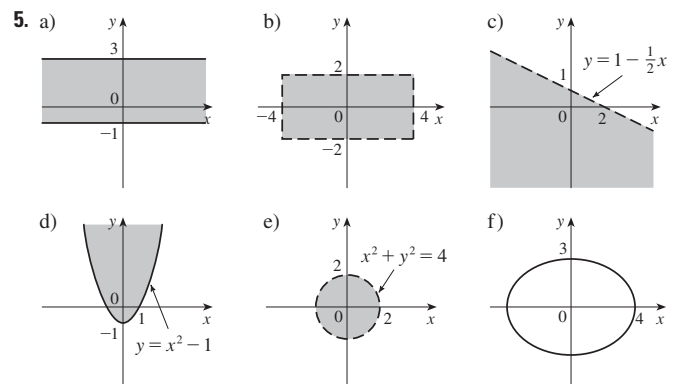 5. a)
y
3
0
x
−1
b)
y
2
−4
0
4 x
−2
c)
y
y = 1 − ½x
1
0
2
x
d)
y
0
1
x
−1
y = x² − 1
e)
y
x² + y² = 4
2
0
2
x
f)
y
3
0
4 x